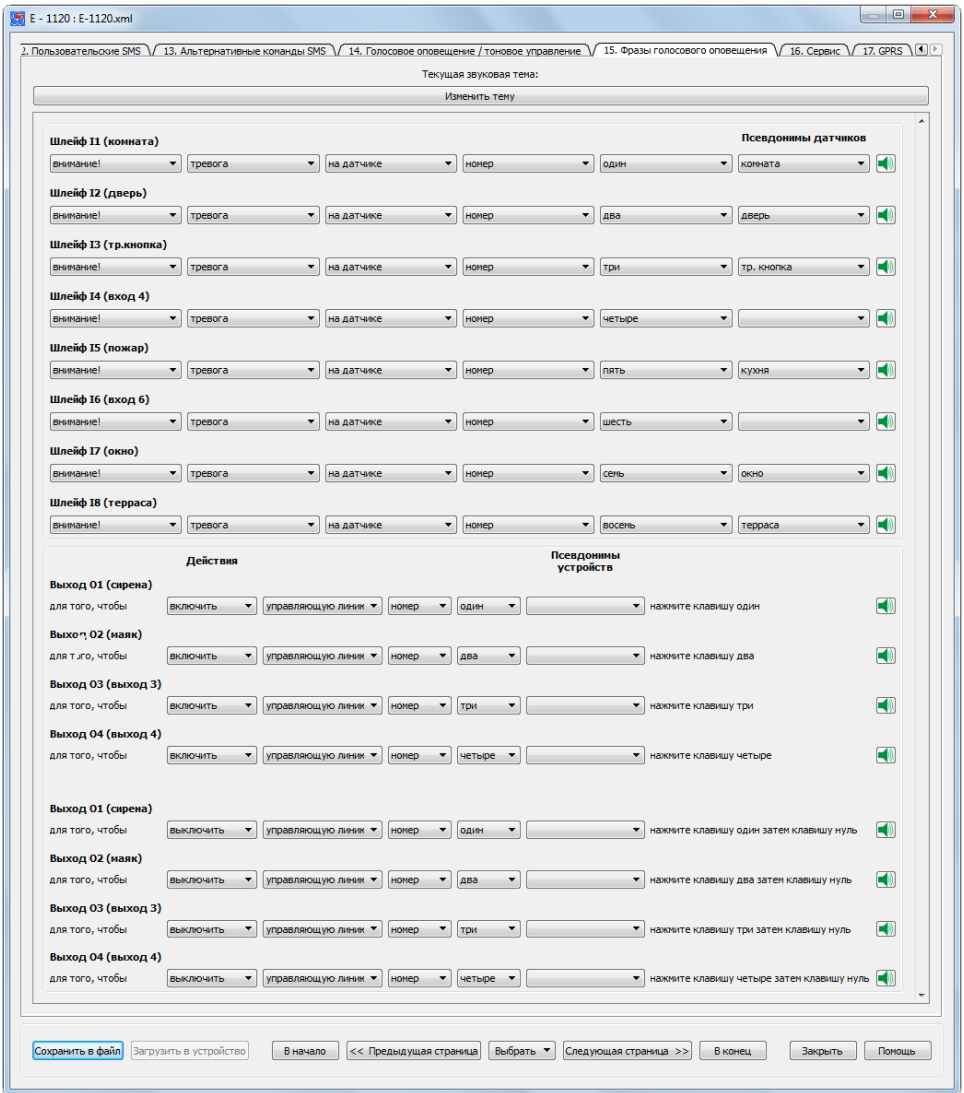 E - 1120 : E-1120.xml
2. Пользовательские SMS 13. Альтернативные команды SMS 14. Голосовое оповещение / тоновое управление 15. Фразы голосового оповещения 16. Сервис 17. GPRS
Текущая звуковая тема:
Изменить тему
Шлейф I1 (комната) Псевдонимы датчиков
внимание! тревога на датчике номер один комната
Шлейф I2 (дверь)
внимание! тревога на датчике номер два дверь
Шлейф I3 (тр.кнопка)
внимание! тревога на датчике номер три тр. кнопка
Шлейф I4 (вход 4)
внимание! тревога на датчике номер четыре
Шлейф I5 (пожар)
внимание! тревога на датчике номер пять кухня
Шлейф I6 (вход 6)
внимание! тревога на датчике номер шесть
Шлейф I7 (окно)
внимание! тревога на датчике номер семь окно
Шлейф I8 (терраса)
внимание! тревога на датчике номер восемь терраса
Действия Псевдонимы
устройств
Выход O1 (сирена)
для того, чтобы включить управляющую линик номер один нажмите клавишу один
Выход O2 (маяк)
для того, чтобы включить управляющую линик номер два нажмите клавишу два
Выход O3 (выход 3)
для того, чтобы включить управляющую линик номер три нажмите клавишу три
Выход O4 (выход 4)
для того, чтобы включить управляющую линик номер четыре нажмите клавишу четыре
Выход O1 (сирена)
для того, чтобы выключить управляющую линик номер один нажмите клавишу один затем клавишу нуль
Выход O2 (маяк)
для того, чтобы выключить управляющую линик номер два нажмите клавишу два затем клавишу нуль
Выход O3 (выход 3)
для того, чтобы выключить управляющую линик номер три нажмите клавишу три затем клавишу нуль
Выход O4 (выход 4)
для того, чтобы выключить управляющую линик номер четыре нажмите клавишу четыре затем клавишу нуль
Сохранить в файл Загрузить в устройство В начало << Предыдущая страница Выбрать Следующая страница >> В конец Закрыть Помощь